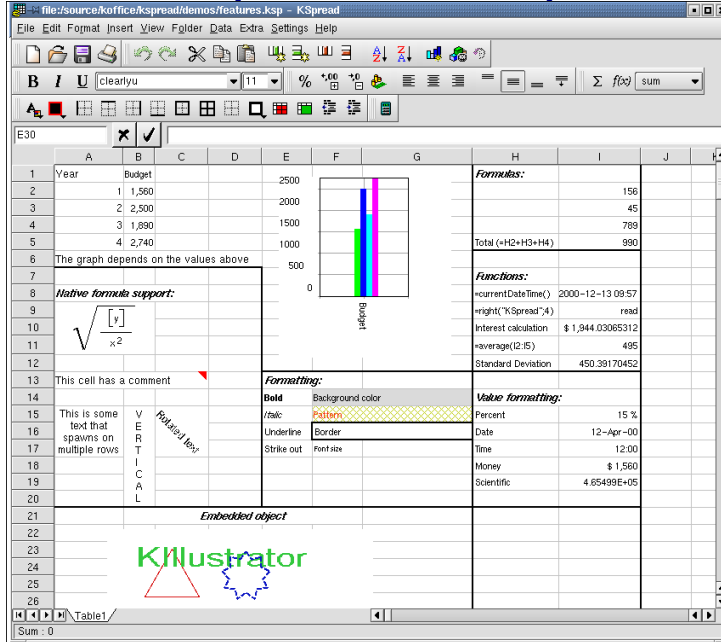 file:/source/koffice/kspread/demos/features.ksp - KSpread
File Edit Format Insert View Folder Data Extra Settings Help
B I U clearlyu 11 % Σ f(x) sum
E30
A B C D E F G H I J
1 Year Budget Formulas:
2 1 1,560 156
3 2 2,500 45
4 3 1,890 789
5 4 2,740 Total (=H2+H3+H4) 990
2500
2000
1500
1000
500
0
Budget
6 The graph depends on the values above
7 Functions:
8 Native formula support: =currentDateTime() 2000-12-13 09:57
9 =right("KSpread";4) read
10 Interest calculation $ 1,944.03065312
11 =average(I2:I5) 495
12 Standard Deviation 450.39170452
[y]
x2
13 This cell has a comment Formatting:
14 Bold Background color Value formatting:
15 Italic Pattern Percent 15 %
16 Underline Border Date 12-Apr-00
17 Strike out Font size Time 12:00
18 Money $ 1,560
19 Scientific 4.65499E+05
20
This is some
text that
spawns on
multiple rows
VERTICAL
Rotated text
21 Embedded object
22
23
24
25
26
KIllustrator
Table1
Sum : 0